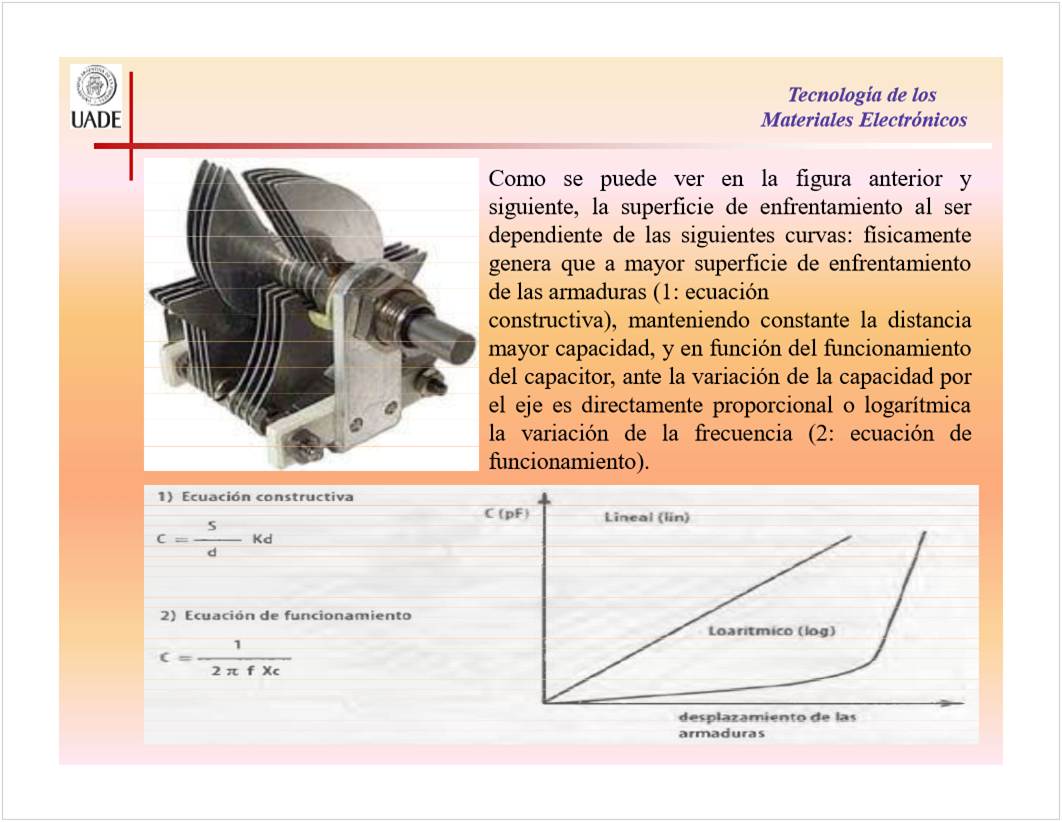 UADE
Tecnología de los
Materiales Electrónicos
Como se puede ver en la figura anterior y
siguiente, la superficie de enfrentamiento al ser
dependiente de las siguientes curvas: físicamente
genera que a mayor superficie de enfrentamiento
de las armaduras (1: ecuación
constructiva), manteniendo constante la distancia
mayor capacidad, y en función del funcionamiento
del capacitor, ante la variación de la capacidad por
el eje es directamente proporcional o logarítmica
la variación de la frecuencia (2: ecuación de
funcionamiento).
1) Ecuación constructiva
C = S / d Kd
2) Ecuación de funcionamiento
C = 1 / 2 π f Xc
C (pF)
Lineal (lin)
Loaritmico (log)
desplazamiento de las
armaduras